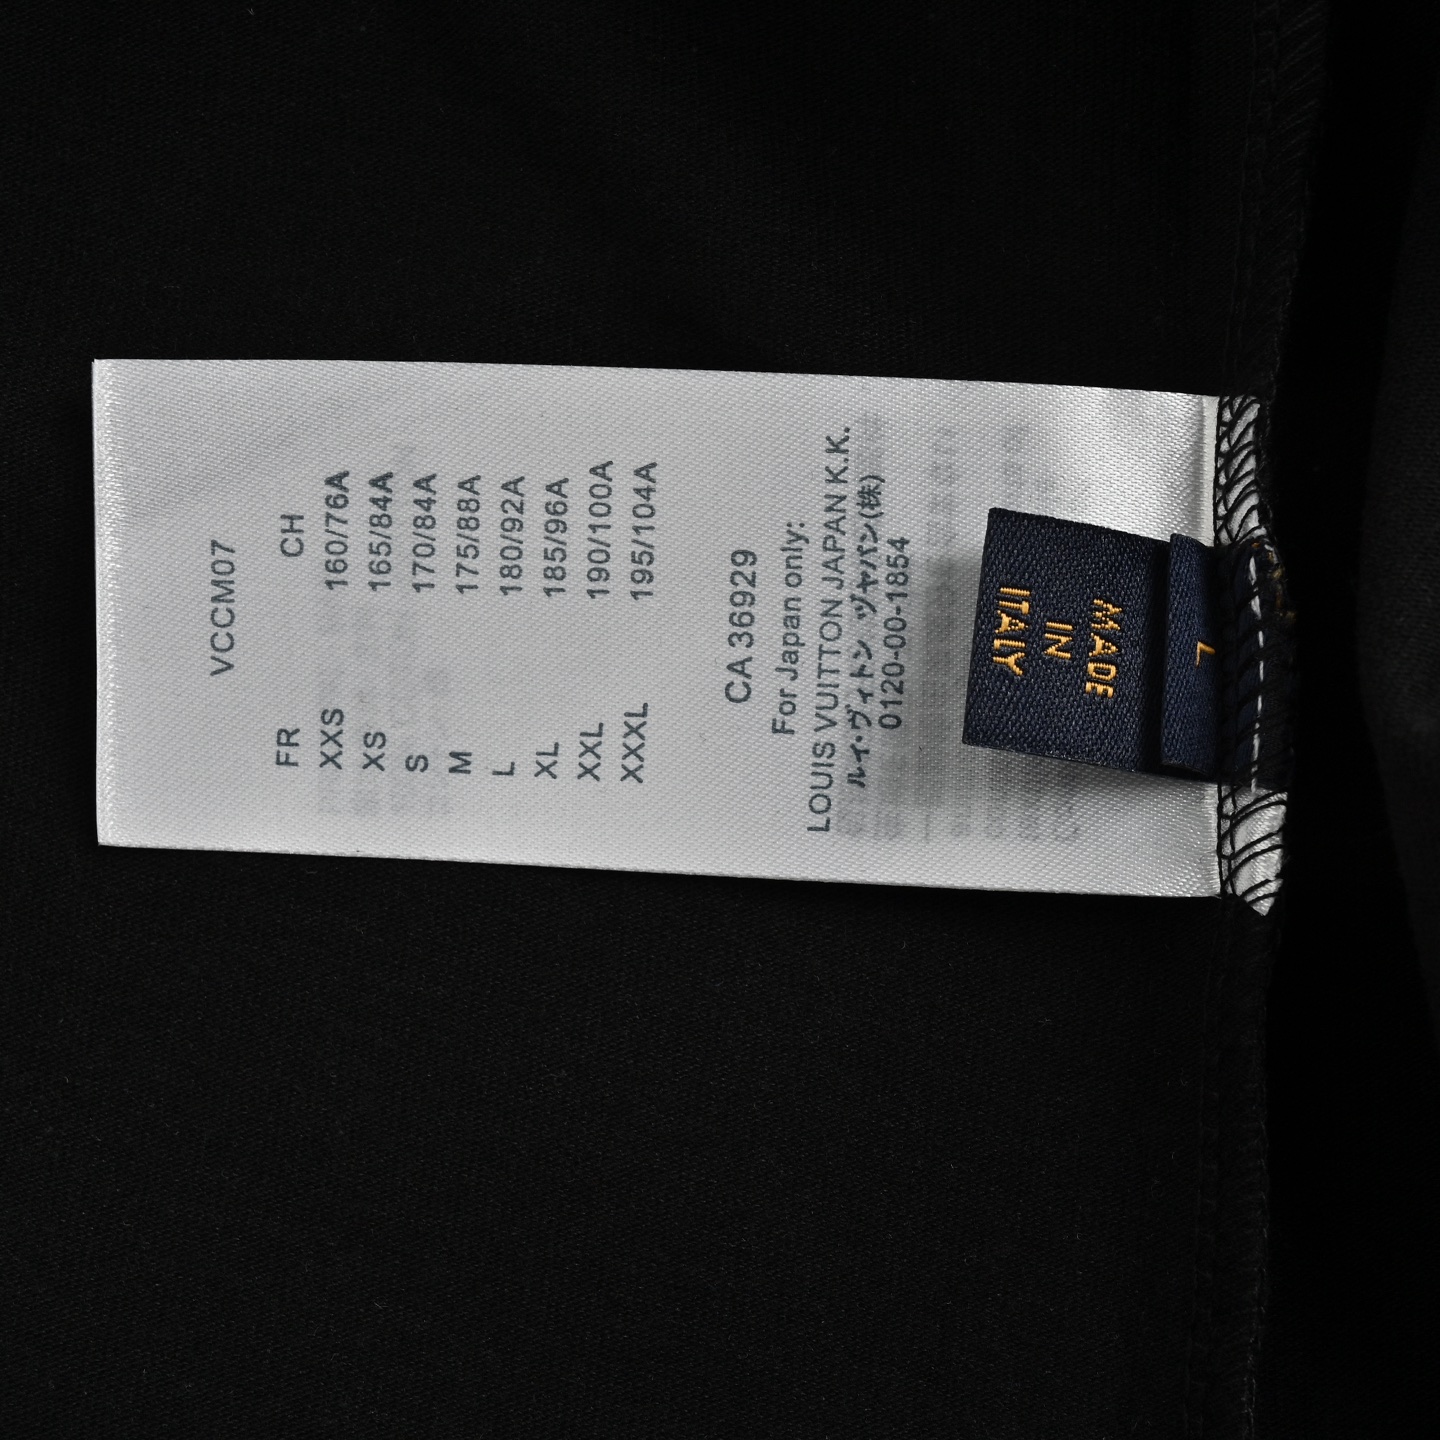 VCCM07
FR CH
XXS 160/76A
XS 165/84A
S 170/84A
M 175/88A
L 180/92A
XL 185/96A
XXL 190/100A
XXXL 195/104A
CA 36929
For Japan only:
LOUIS VUITTON JAPAN K.K.
ルイ・ヴィトン ヅャバン(株)
0120-00-1854
MADE
IN
ITALY
L